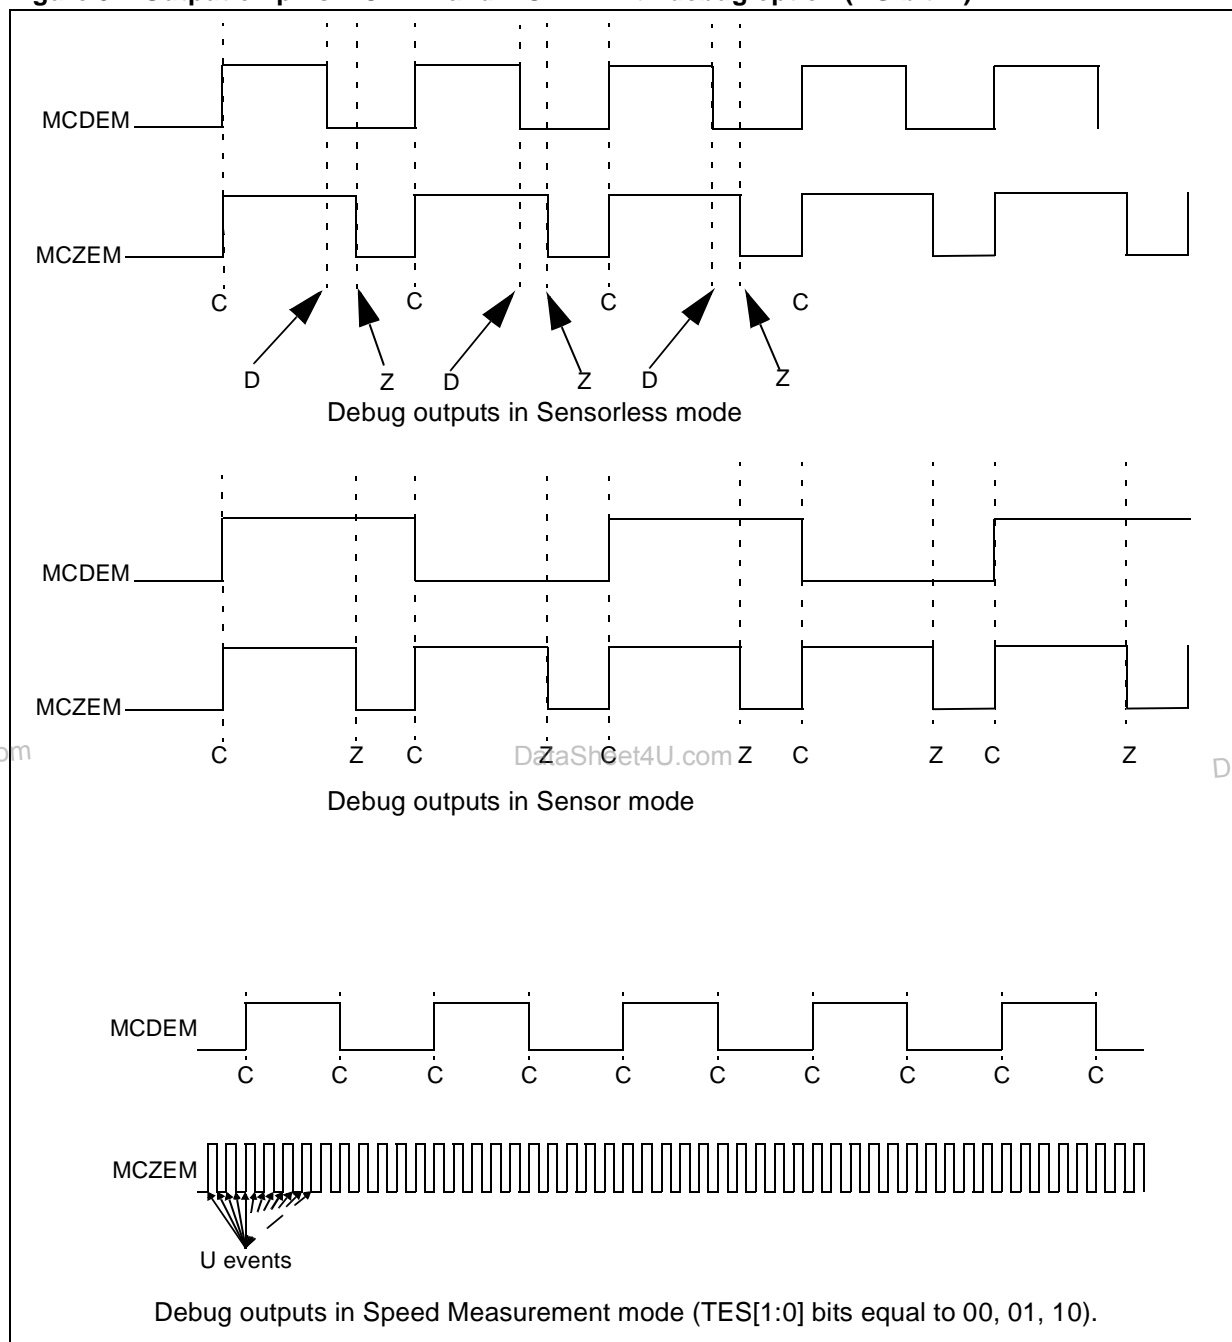 MCDEM
MCZEM
C C C C
D Z D Z D Z
Debug outputs in Sensorless mode
MCDEM
MCZEM
C Z C Z C Z C Z C Z
om DataSheet4U.com D
Debug outputs in Sensor mode
MCDEM
C C C C C C C C C C
MCZEM
U events
Debug outputs in Speed Measurement mode (TES[1:0] bits equal to 00, 01, 10).